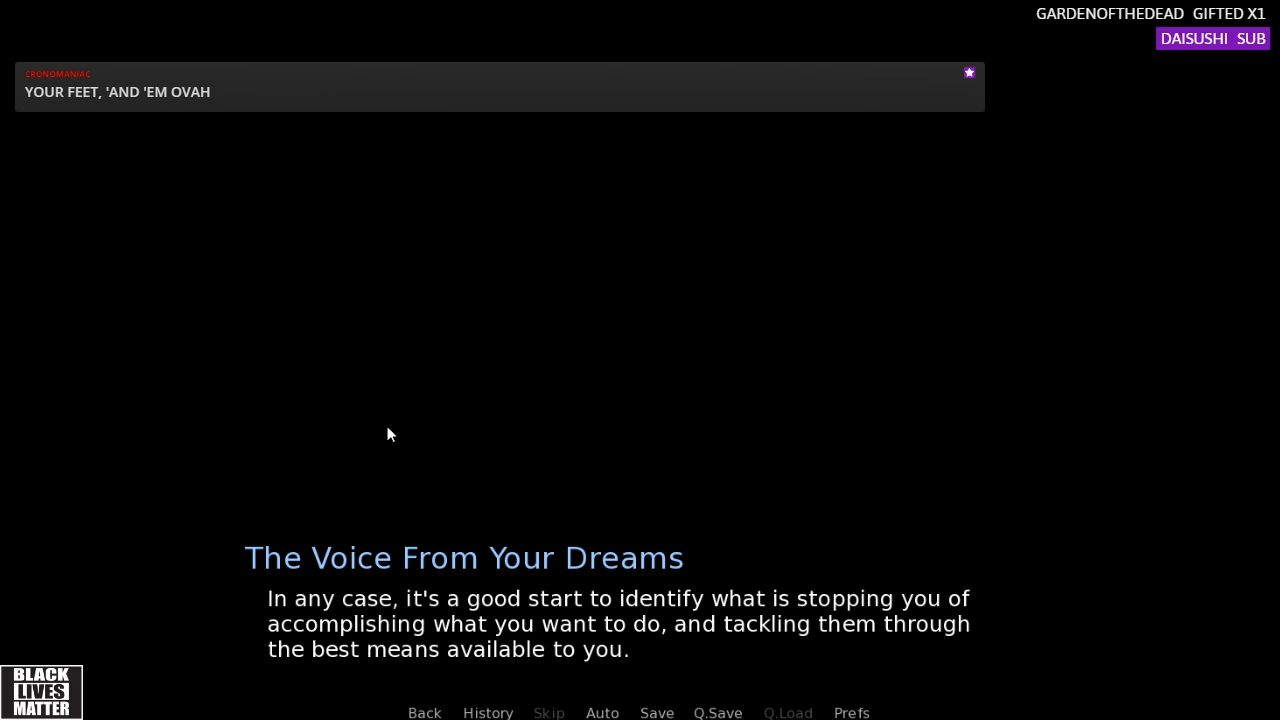 GARDENOFTHEDEAD GIFTED X1
DAISUSHI SUB
CRONOMANIAC
YOUR FEET, 'AND 'EM OVAH
The Voice From Your Dreams
In any case, it's a good start to identify what is stopping you of
accomplishing what you want to do, and tackling them through
the best means available to you.
BLACK
LIVES
MATTER
Back History Skip Auto Save Q.Save Q.Load Prefs